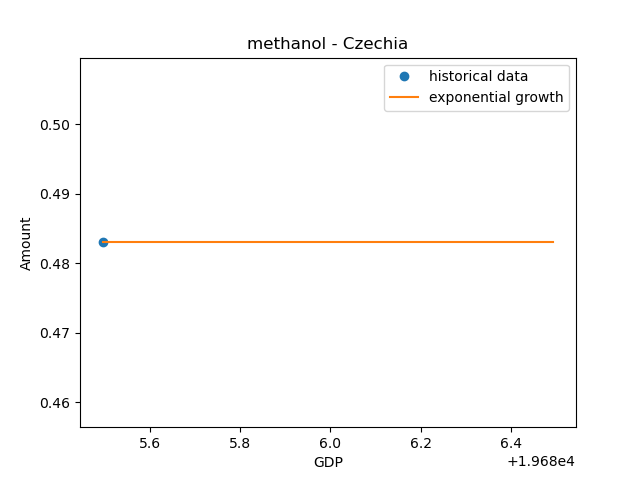 methanol - Czechia
historical data
exponential growth
0.50
0.49
0.48
0.47
0.46
Amount
5.6 5.8 6.0 6.2 6.4
GDP
+1.968e4